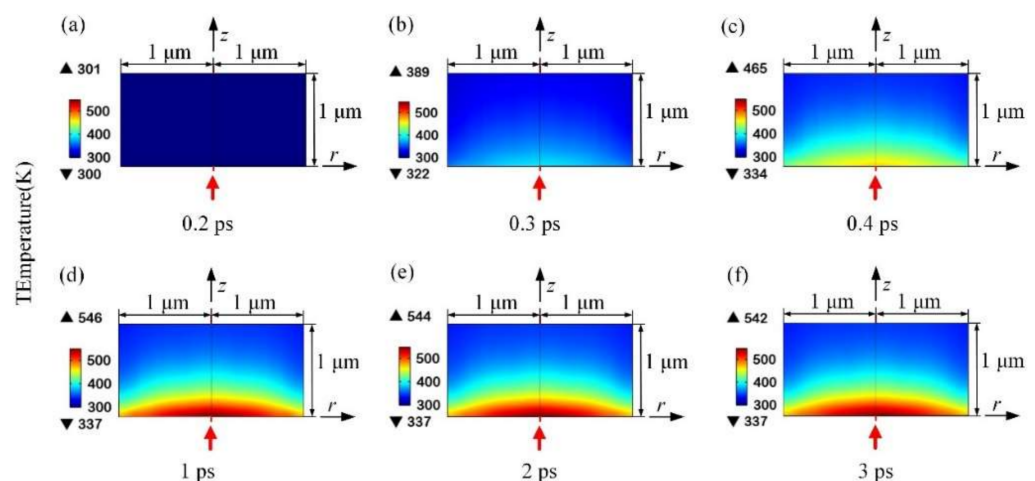 TEmperature(K)
(a)
z
1 μm 1 μm
▲ 301
500
400
300
▼ 300
1 μm
r
0.2 ps
(b)
z
1 μm 1 μm
▲ 389
500
400
300
▼ 322
1 μm
r
0.3 ps
(c)
z
1 μm 1 μm
▲ 465
500
400
300
▼ 334
1 μm
r
0.4 ps
(d)
z
1 μm 1 μm
▲ 546
500
400
300
▼ 337
1 μm
r
1 ps
(e)
z
1 μm 1 μm
▲ 544
500
400
300
▼ 337
1 μm
r
2 ps
(f)
z
1 μm 1 μm
▲ 542
500
400
300
▼ 337
1 μm
r
3 ps